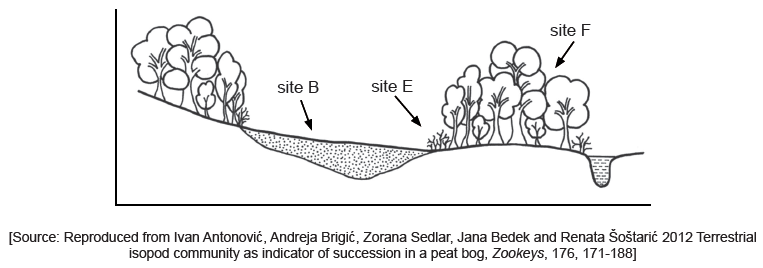 site F
site B
site E
[Source: Reproduced from Ivan Antonović, Andreja Brigić, Zorana Sedlar, Jana Bedek and Renata Šoštarić 2012 Terrestrial
isopod community as indicator of succession in a peat bog, Zookeys, 176, 171-188]